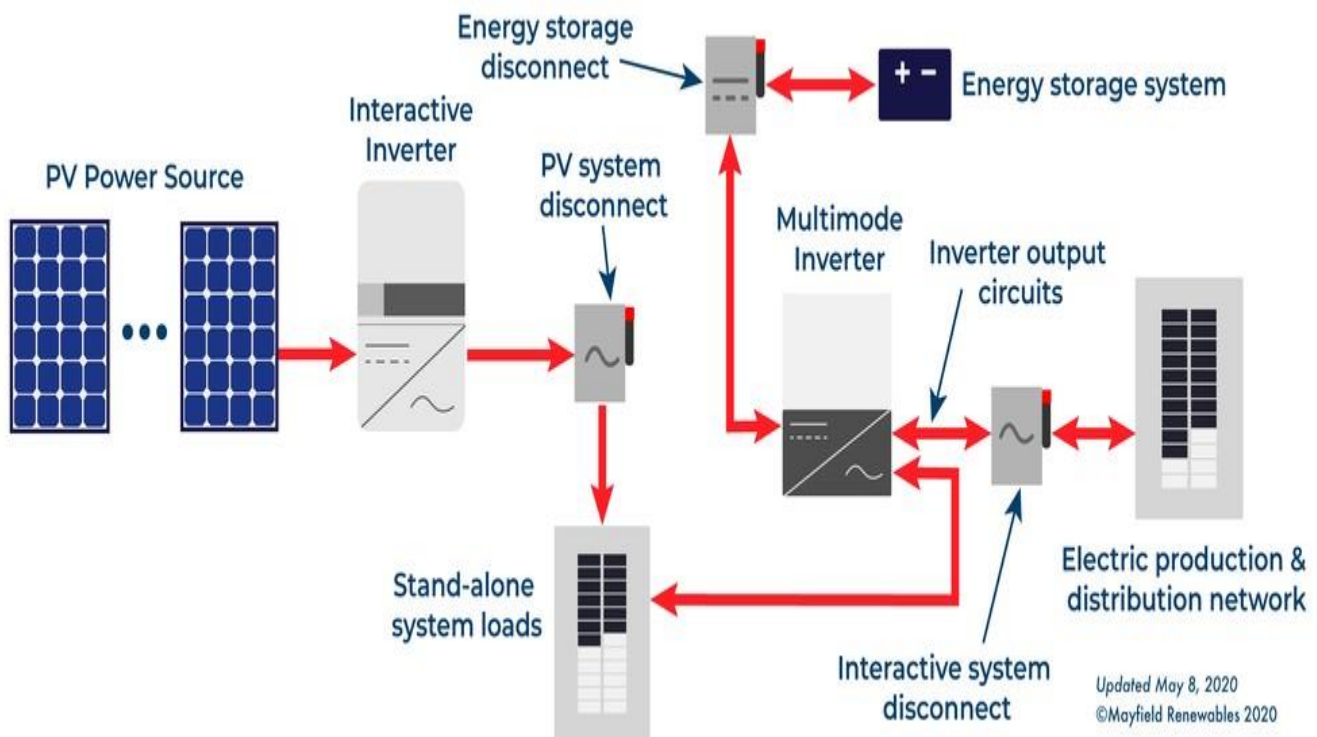 Energy storage
disconnect
+ -
Energy storage system
Interactive
Inverter
PV Power Source
PV system
disconnect
Multimode
Inverter
Inverter output
circuits
Stand-alone
system loads
Electric production &
distribution network
Interactive system
disconnect
Updated May 8, 2020
©Mayfield Renewables 2020